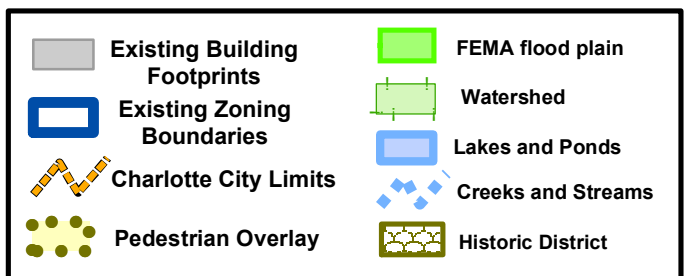 Existing Building
Footprints
Existing Zoning
Boundaries
Charlotte City Limits
Pedestrian Overlay
FEMA flood plain
Watershed
Lakes and Ponds
Creeks and Streams
Historic District